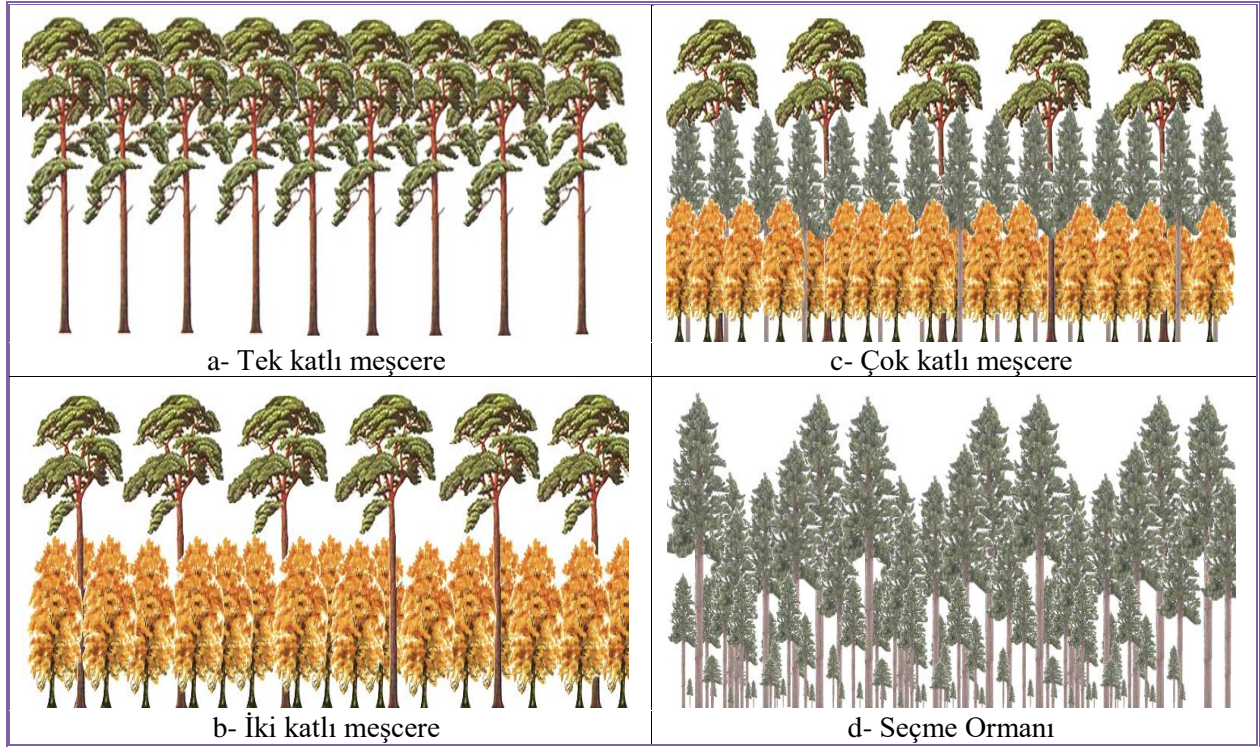 a- Tek katlı meşcere
c- Çok katlı meşcere
b- İki katlı meşcere
d- Seçme Ormanı